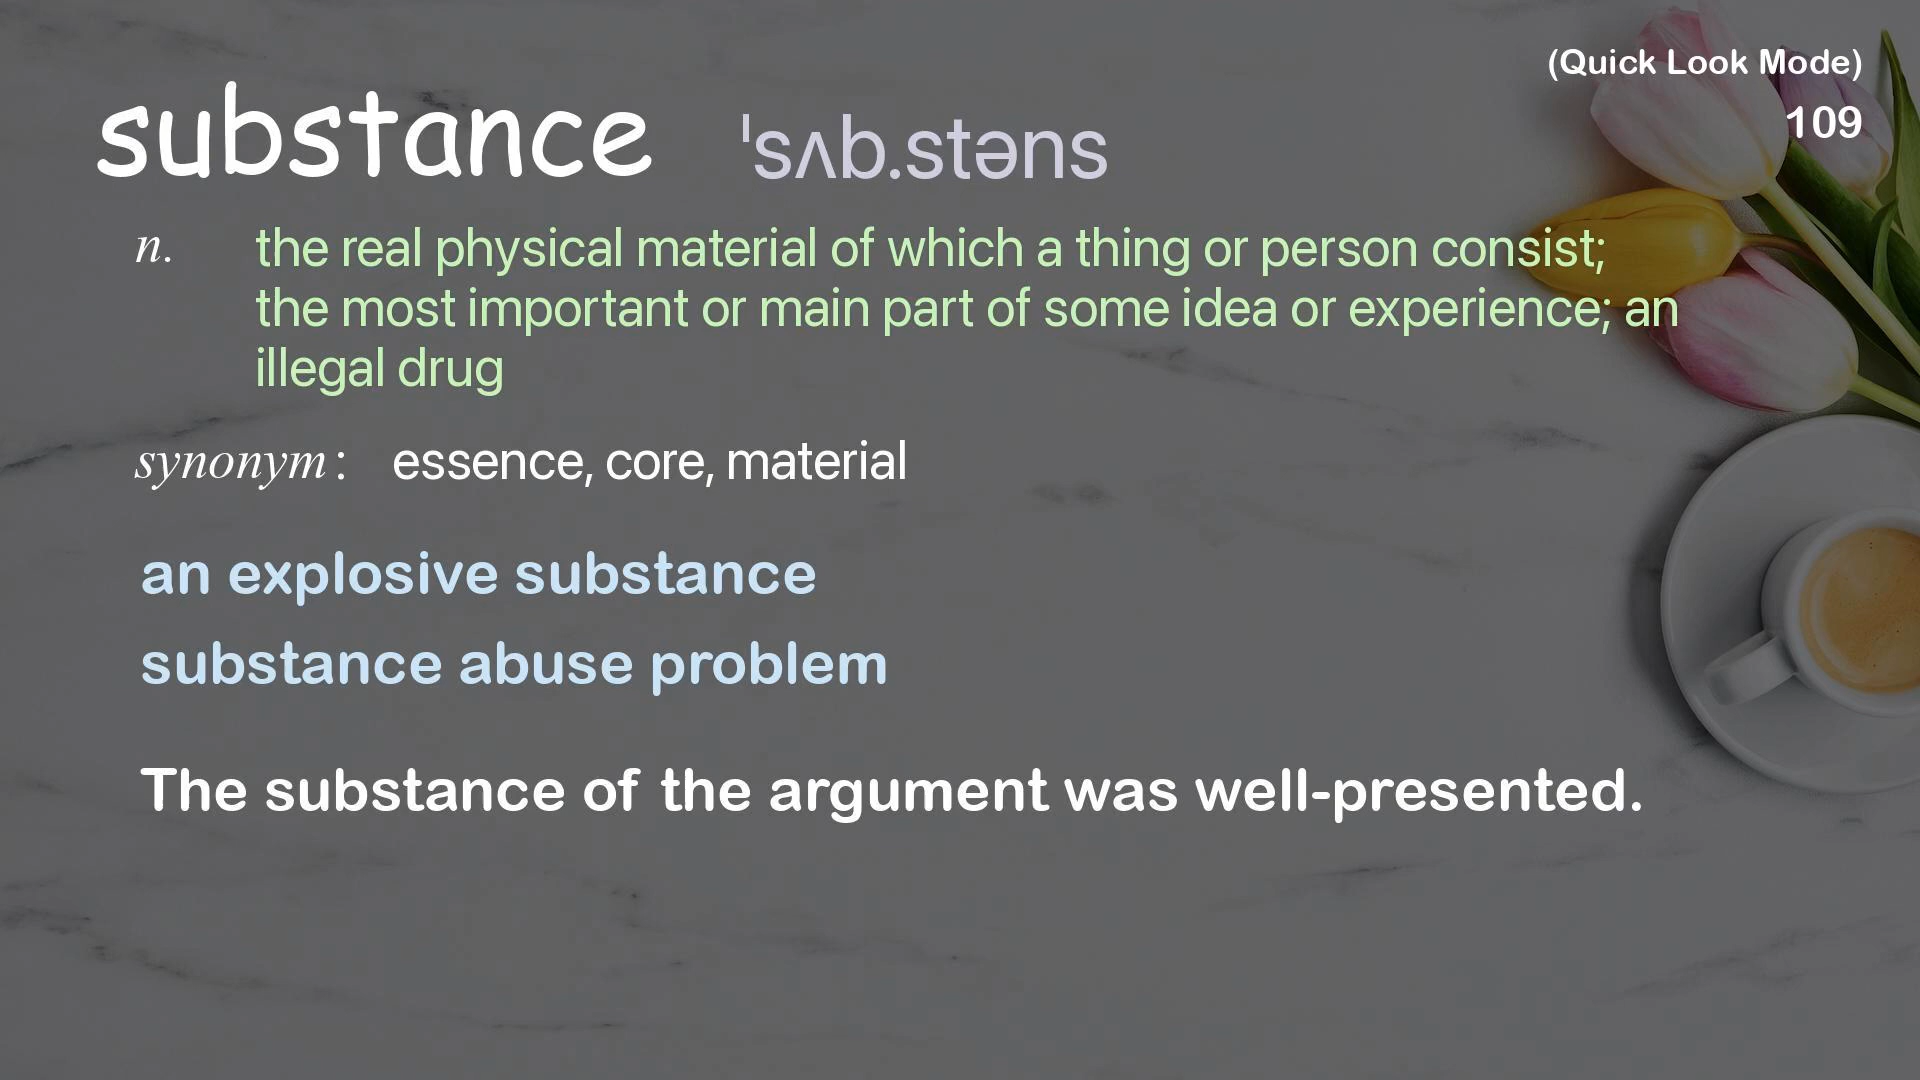 (Quick Look Mode)
109
substance ˈsʌb.stəns
n. the real physical material of which a thing or person consist;
the most important or main part of some idea or experience; an
illegal drug
synonym: essence, core, material
an explosive substance
substance abuse problem
The substance of the argument was well-presented.